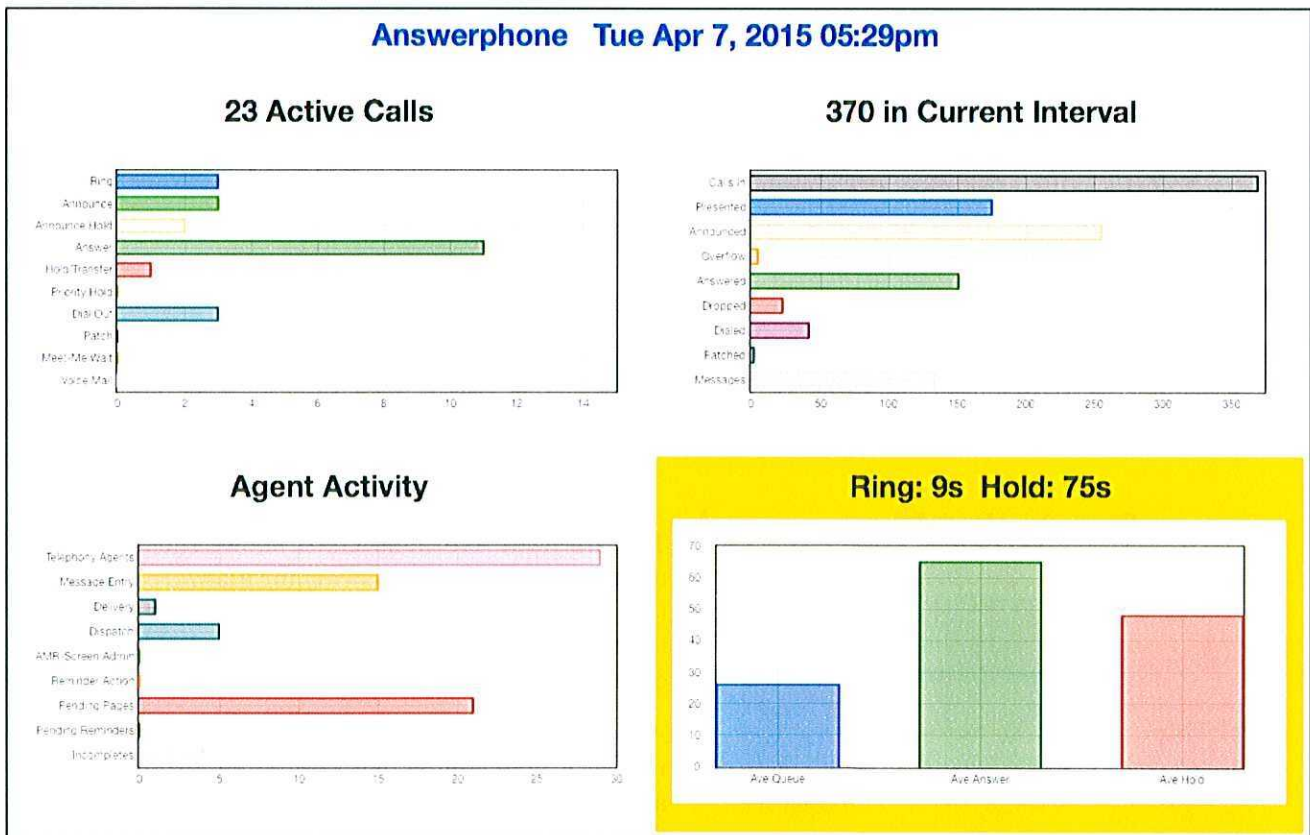 Answerphone Tue Apr 7, 2015 05:29pm
23 Active Calls
Ring
Announce
Announce Hold
Answer
Hold Transfer
Priority Hold
Dial Out
Patch
Meet-Me Wait
Voice Mail
0 2 4 6 8 10 12 14
370 in Current Interval
Calls In
Presented
Announced
Overflow
Answered
Dropped
Dialed
Patched
Messages
0 50 100 150 200 250 300 350
Agent Activity
Telephony Agents
Message Entry
Delivery
Dispatch
AMR-Screen Admin
Reminder Action
Pending Pages
Pending Reminders
Incompletes
0 5 10 15 20 25 30
Ring: 9s Hold: 75s
70
60
50
40
30
20
10
0
Ave Queue Ave Answer Ave Hold